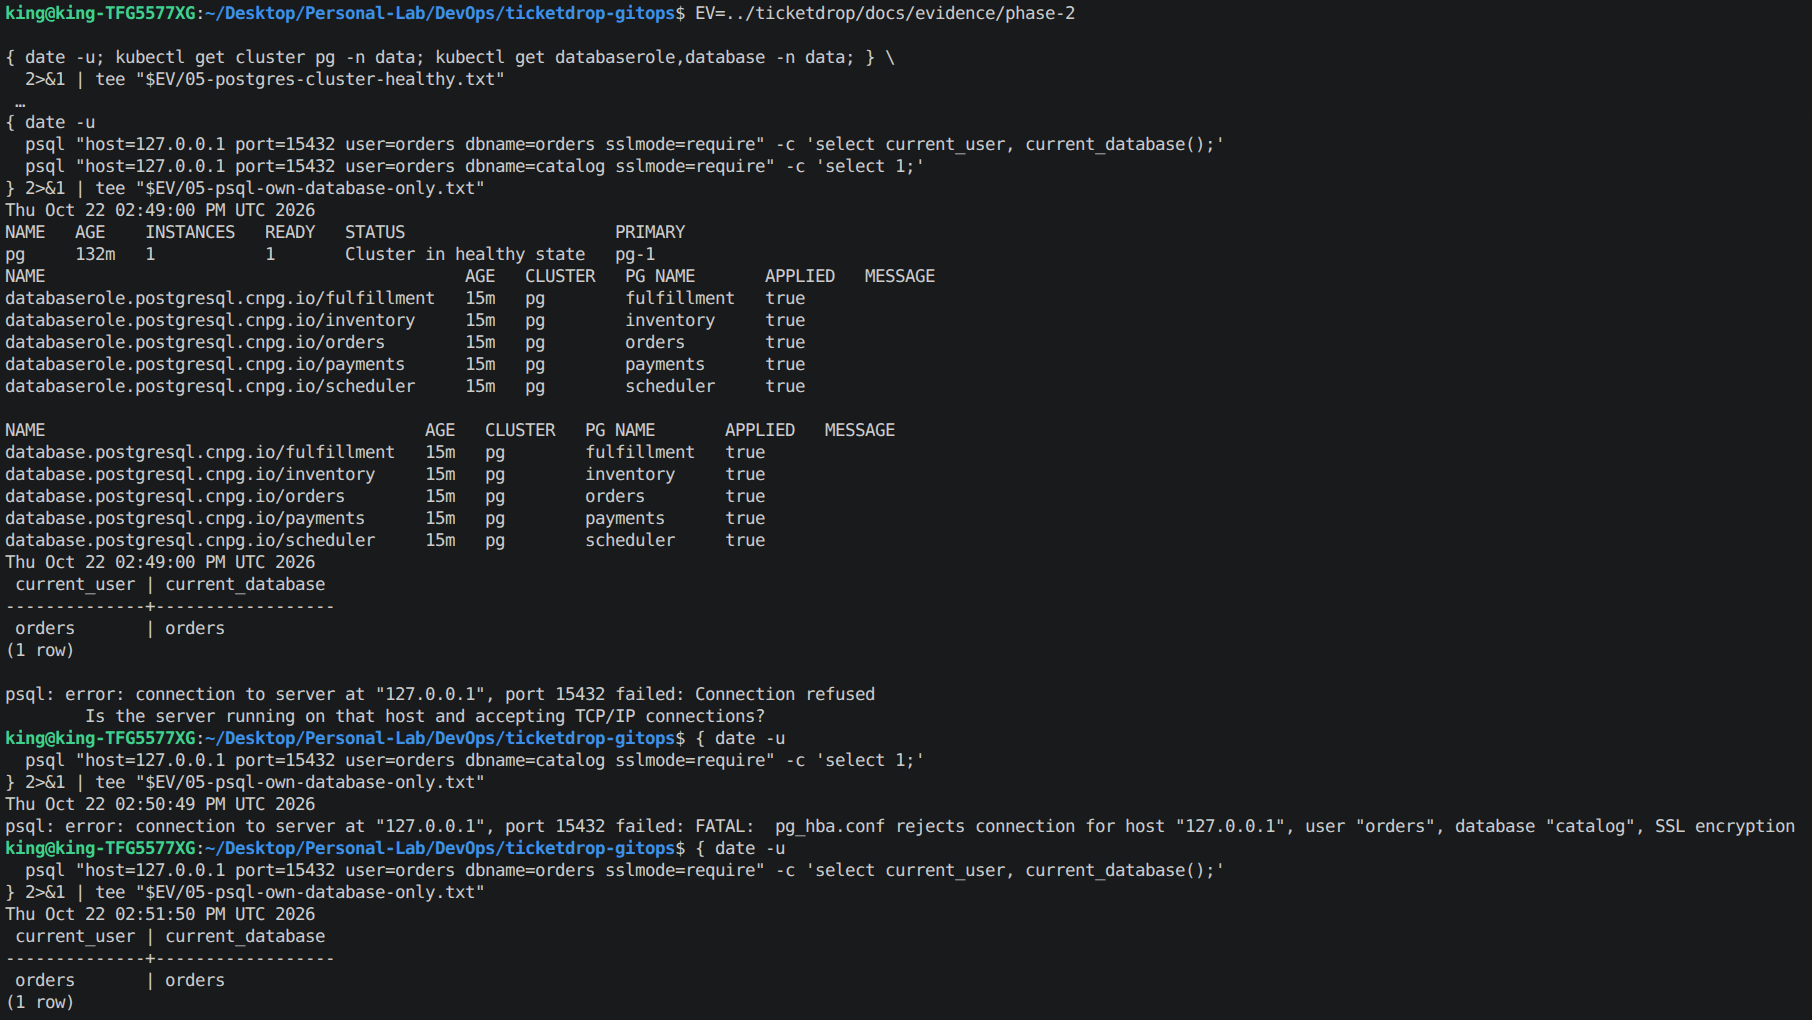 king@king-TFG5577XG:~/Desktop/Personal-Lab/DevOps/ticketdrop-gitops$ EV=../ticketdrop/docs/evidence/phase-2

{ date -u; kubectl get cluster pg -n data; kubectl get databaserole,database -n data; } \
  2>&1 | tee "$EV/05-postgres-cluster-healthy.txt"
 …
{ date -u
  psql "host=127.0.0.1 port=15432 user=orders dbname=orders sslmode=require" -c 'select current_user, current_database();'
  psql "host=127.0.0.1 port=15432 user=orders dbname=catalog sslmode=require" -c 'select 1;'
} 2>&1 | tee "$EV/05-psql-own-database-only.txt"
Thu Oct 22 02:49:00 PM UTC 2026
NAME   AGE    INSTANCES   READY   STATUS                     PRIMARY
pg     132m   1           1       Cluster in healthy state   pg-1
NAME                                          AGE   CLUSTER   PG NAME       APPLIED   MESSAGE
databaserole.postgresql.cnpg.io/fulfillment   15m   pg        fulfillment   true
databaserole.postgresql.cnpg.io/inventory     15m   pg        inventory     true
databaserole.postgresql.cnpg.io/orders        15m   pg        orders        true
databaserole.postgresql.cnpg.io/payments      15m   pg        payments      true
databaserole.postgresql.cnpg.io/scheduler     15m   pg        scheduler     true

NAME                                      AGE   CLUSTER   PG NAME       APPLIED   MESSAGE
database.postgresql.cnpg.io/fulfillment   15m   pg        fulfillment   true
database.postgresql.cnpg.io/inventory     15m   pg        inventory     true
database.postgresql.cnpg.io/orders        15m   pg        orders        true
database.postgresql.cnpg.io/payments      15m   pg        payments      true
database.postgresql.cnpg.io/scheduler     15m   pg        scheduler     true
Thu Oct 22 02:49:00 PM UTC 2026
 current_user | current_database
--------------+------------------
 orders       | orders
(1 row)

psql: error: connection to server at "127.0.0.1", port 15432 failed: Connection refused
        Is the server running on that host and accepting TCP/IP connections?
king@king-TFG5577XG:~/Desktop/Personal-Lab/DevOps/ticketdrop-gitops$ { date -u
  psql "host=127.0.0.1 port=15432 user=orders dbname=catalog sslmode=require" -c 'select 1;'
} 2>&1 | tee "$EV/05-psql-own-database-only.txt"
Thu Oct 22 02:50:49 PM UTC 2026
psql: error: connection to server at "127.0.0.1", port 15432 failed: FATAL:  pg_hba.conf rejects connection for host "127.0.0.1", user "orders", database "catalog", SSL encryption
king@king-TFG5577XG:~/Desktop/Personal-Lab/DevOps/ticketdrop-gitops$ { date -u
  psql "host=127.0.0.1 port=15432 user=orders dbname=orders sslmode=require" -c 'select current_user, current_database();'
} 2>&1 | tee "$EV/05-psql-own-database-only.txt"
Thu Oct 22 02:51:50 PM UTC 2026
 current_user | current_database
--------------+------------------
 orders       | orders
(1 row)